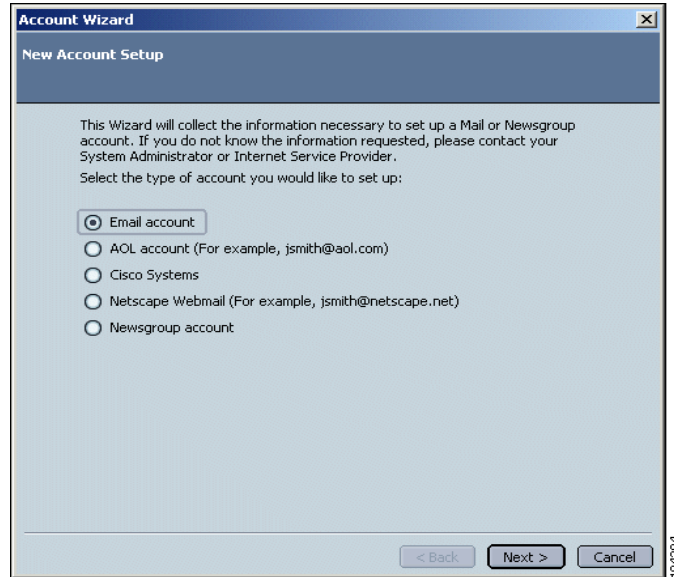 Account Wizard
New Account Setup
This Wizard will collect the information necessary to set up a Mail or Newsgroup
account. If you do not know the information requested, please contact your
System Administrator or Internet Service Provider.
Select the type of account you would like to set up:
Email account
AOL account (For example, jsmith@aol.com)
Cisco Systems
Netscape Webmail (For example, jsmith@netscape.net)
Newsgroup account
< Back
Next >
Cancel